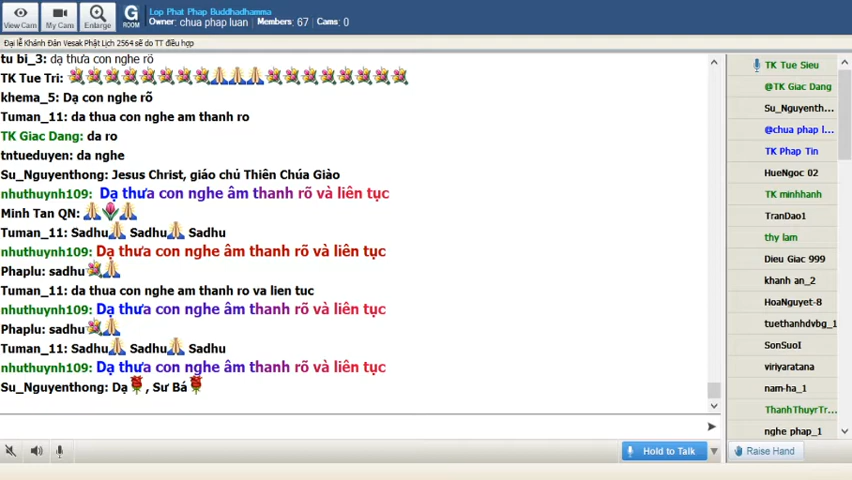 View Cam
My Cam
Enlarge
G ROOM
Lop Phat Phap Buddhadhamma
Owner: chua phap luan Members: 67 Cams: 0
Đại lễ Khánh Đản Vesak Phật Lịch 2564 sẽ do TT điều hợp
tu bi_3: dạ thưa con nghe rõ
TK Tue Tri:
khema_5: Dạ con nghe rõ
Tuman_11: da thua con nghe am thanh ro
TK Giac Dang: da ro
tntueduyen: da nghe
Su_Nguyenthong: Jesus Christ, giáo chủ Thiên Chúa Giáo
nhuthuynh109: Dạ thưa con nghe âm thanh rõ và liên tục
Minh Tan QN:
Tuman_11: Sadhu Sadhu Sadhu
nhuthuynh109: Dạ thưa con nghe âm thanh rõ và liên tục
Phaplu: sadhu
Tuman_11: da thua con nghe am thanh ro va lien tuc
nhuthuynh109: Dạ thưa con nghe âm thanh rõ và liên tục
Phaplu: sadhu
Tuman_11: Sadhu Sadhu Sadhu
nhuthuynh109: Dạ thưa con nghe âm thanh rõ và liên tục
Su_Nguyenthong: Dạ , Sư Bá
TK Tue Sieu
@TK Giac Dang
Su_Nguyenth...
@chua phap l...
TK Phap Tin
HueNgoc 02
TK minhhanh
TranDao1
thy lam
Dieu Giac 999
khanh an_2
HoaNguyet-8
tuethanhdvbg_1
SonSuoI
viriyaratana
nam-ha_1
ThanhThuyrTr...
nghe phap_1
Hold to Talk
Raise Hand